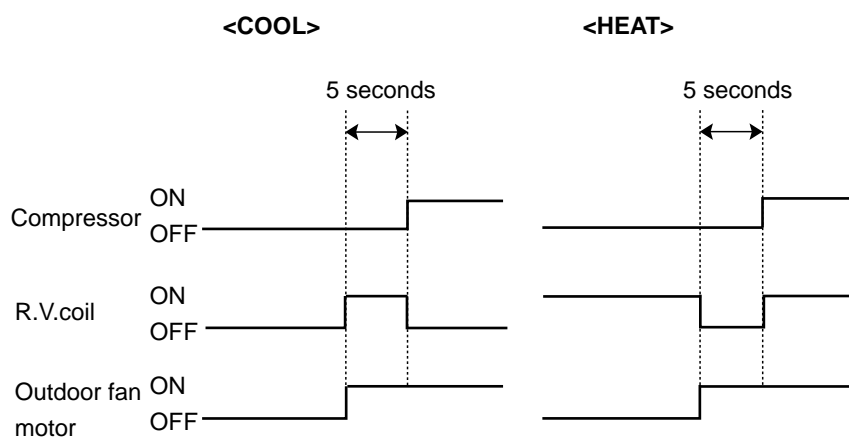 <COOL> <HEAT>
5 seconds 5 seconds
Compressor ON
OFF
R.V.coil ON
OFF
Outdoor fan motor ON
OFF